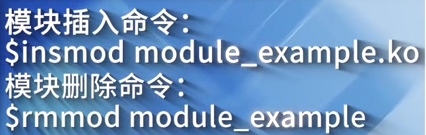 模块插入命令：
$insmod module_example.ko
模块删除命令：
$rmmod module_example